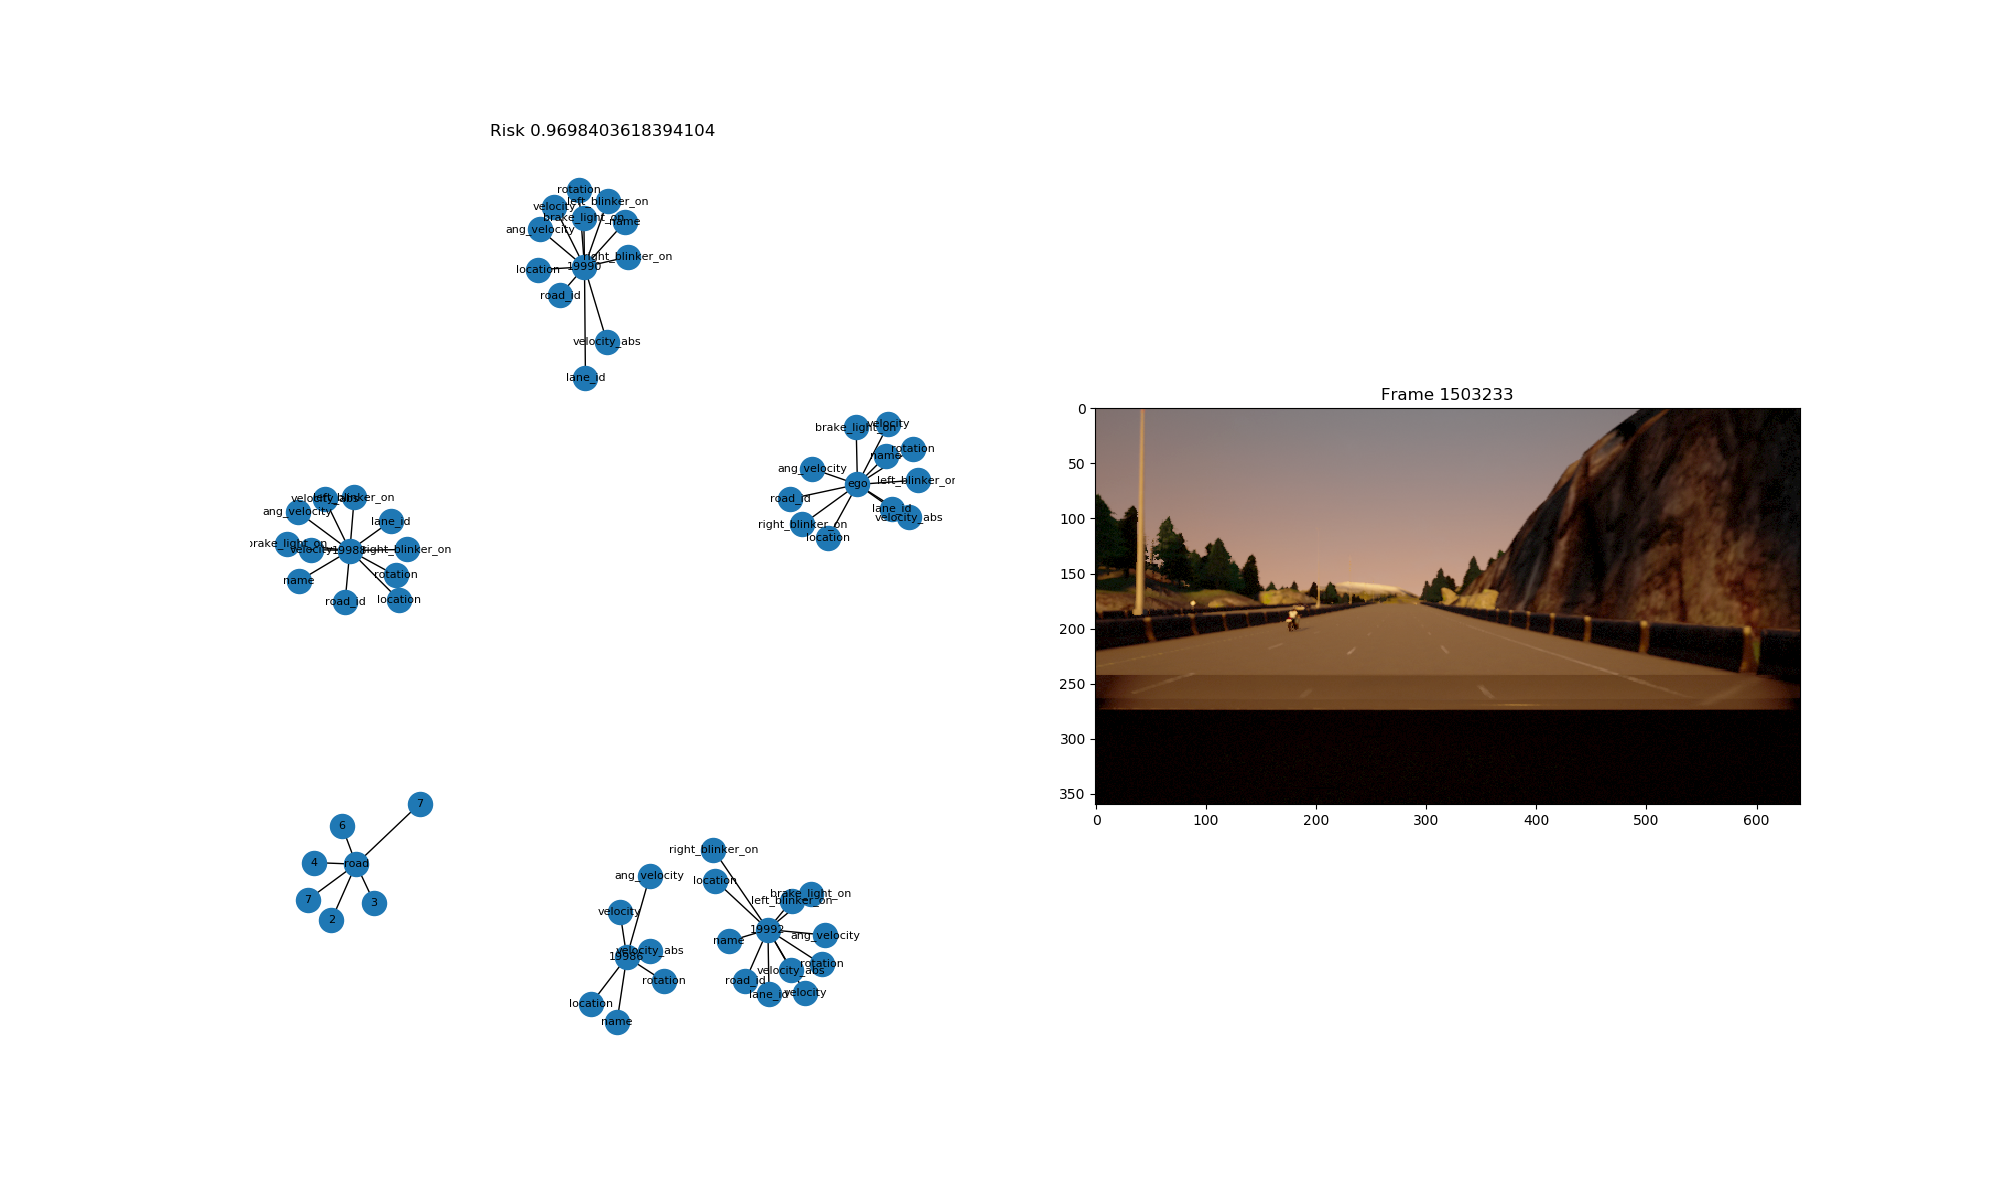 Risk 0.9698403618394104
rotation
left_blinker_on
velocity
brake_light_on
name
ang_velocity
right_blinker_on
19990
location
road_id
velocity_abs
lane_id
brake_light_on
velocity
rotation
name
ang_velocity
left_blinker_on
ego
road_id
lane_id
velocity_abs
right_blinker_on
location
velocity_abs
left_blinker_on
ang_velocity
lane_id
brake_light_on
velocity
19988
right_blinker_on
rotation
name
location
road_id
7
6
4
road
7
3
2
right_blinker_on
ang_velocity
location
brake_light_on
left_blinker_on
velocity
19992
ang_velocity
name
velocity_abs
19986
rotation
velocity_abs
road_id
rotation
lane_id
velocity
location
name
Frame 1503233
0
50
100
150
200
250
300
350
0
100
200
300
400
500
600